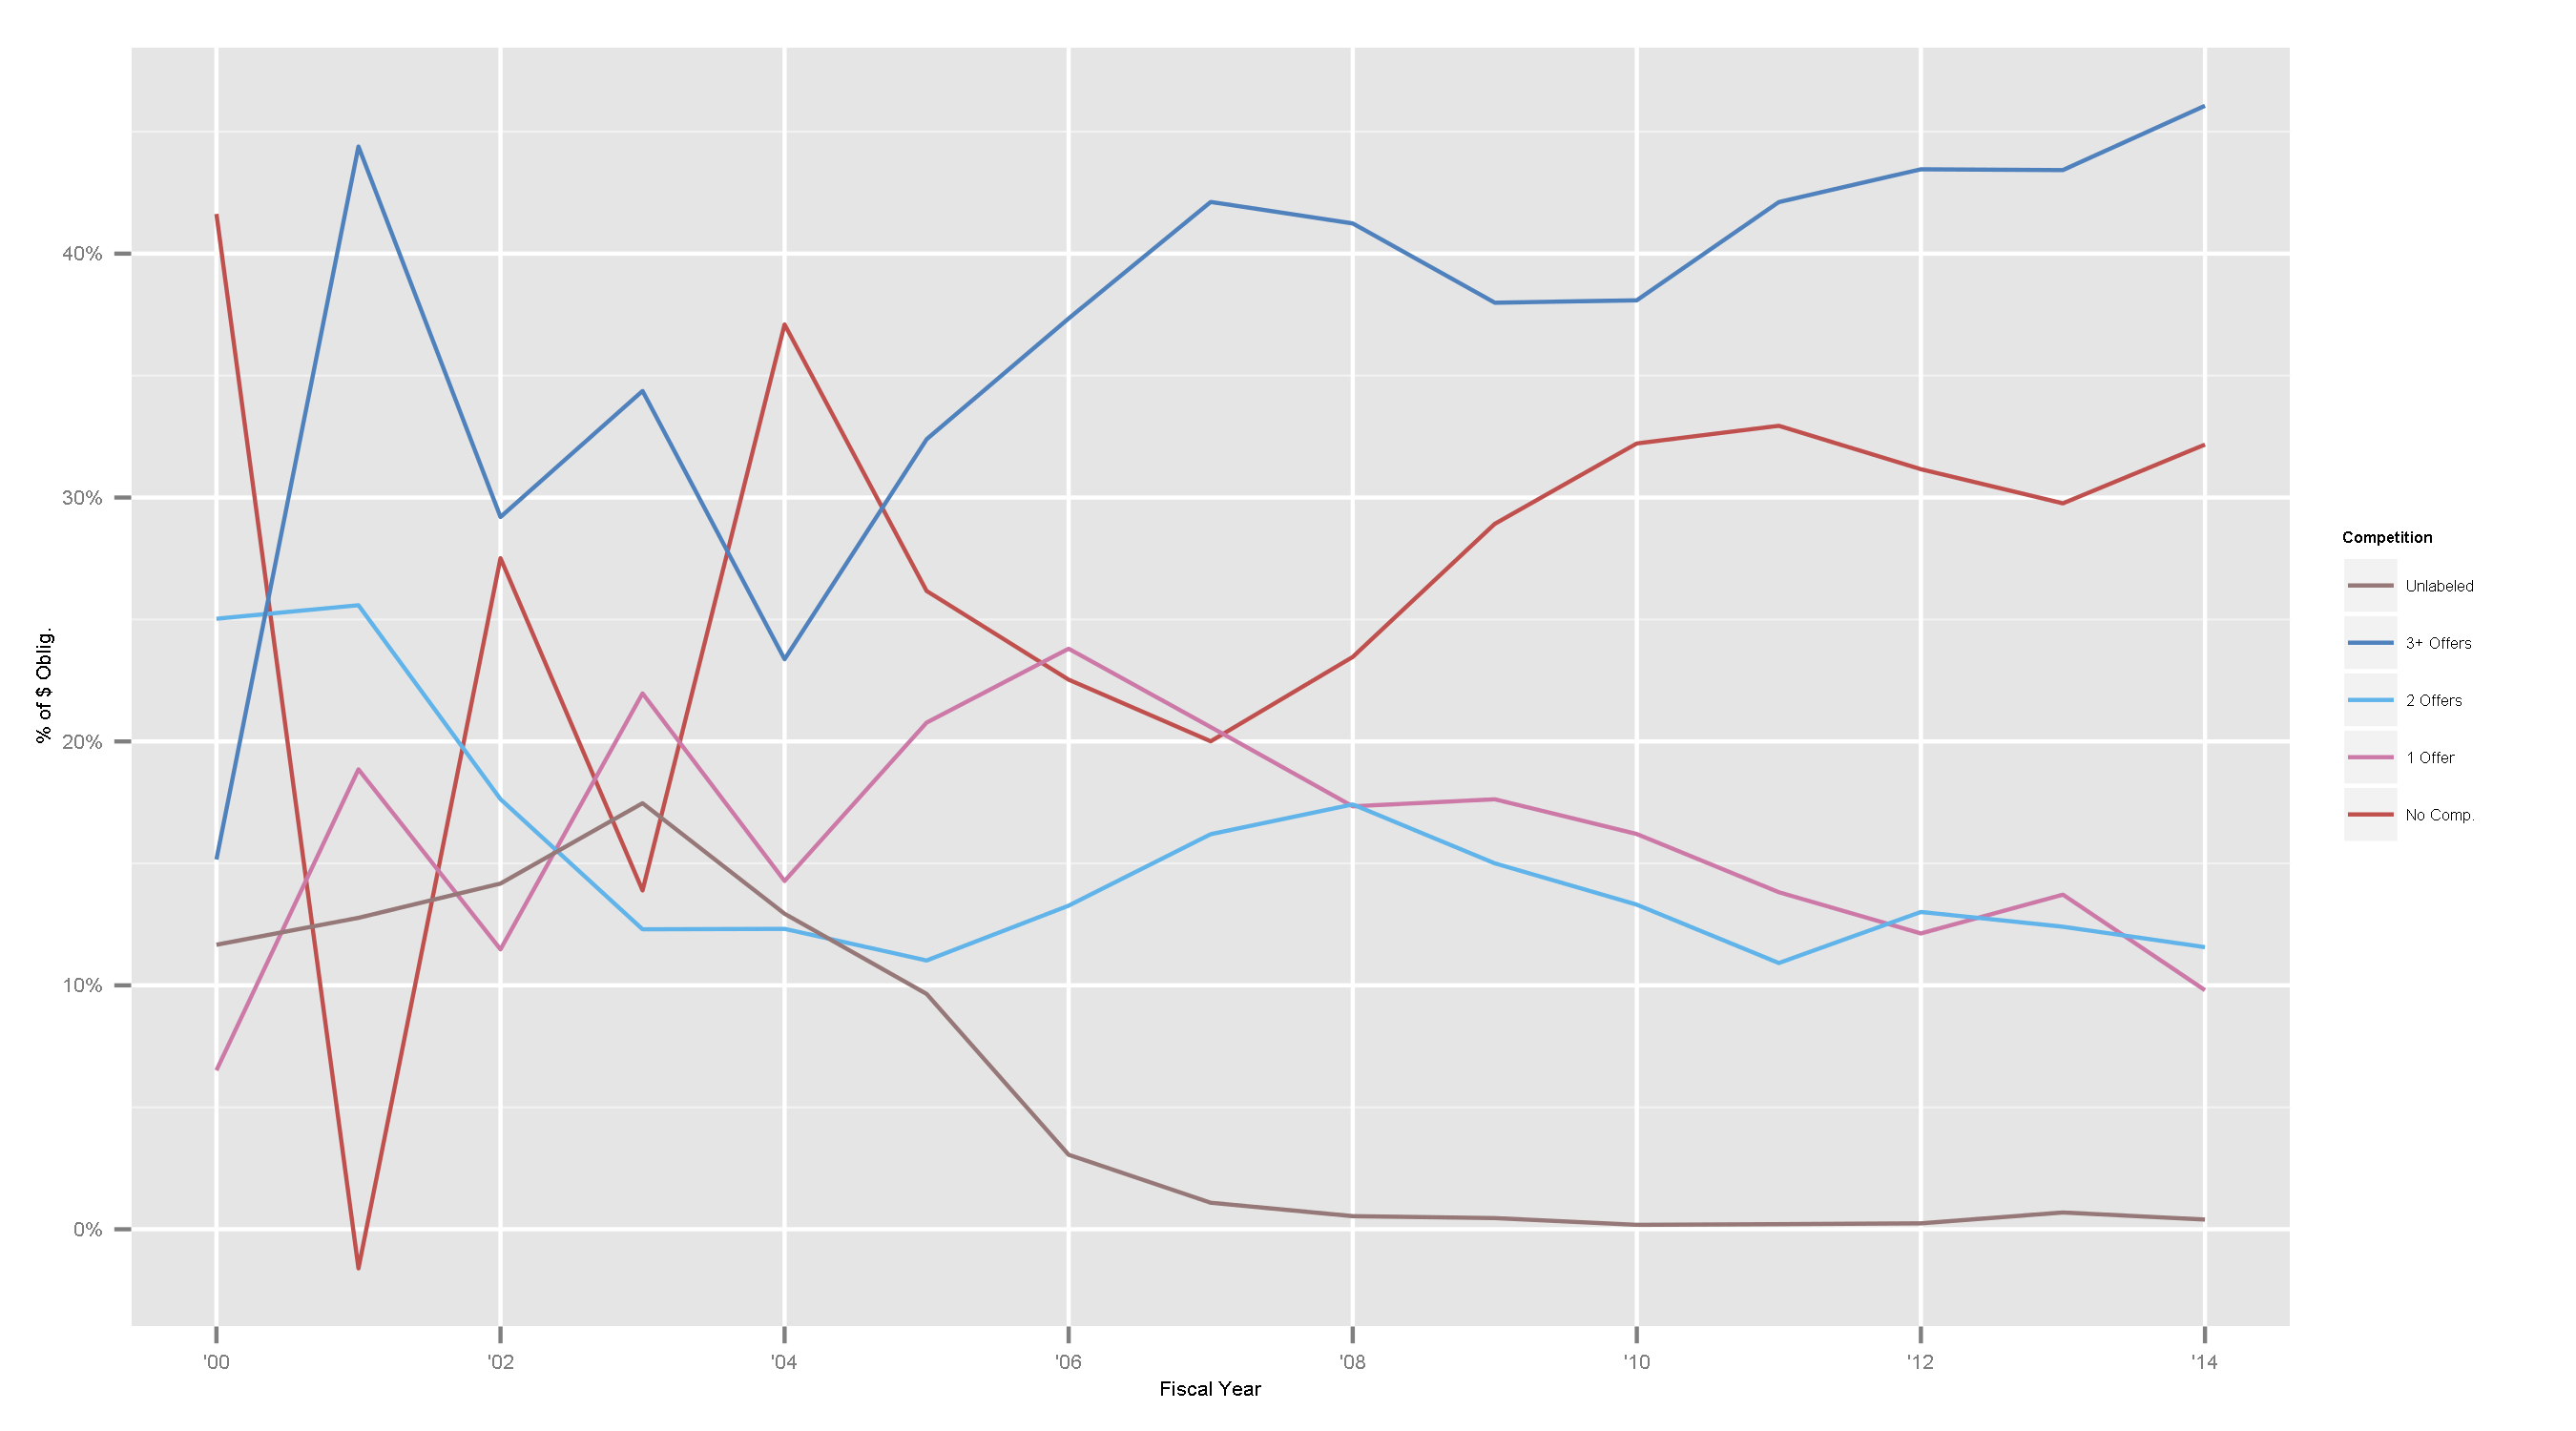 40%
30%
20%
10%
0%
% of $ Oblig.
'00 '02 '04 '06 '08 '10 '12 '14
Fiscal Year
Competition
Unlabeled
3+ Offers
2 Offers
1 Offer
No Comp.